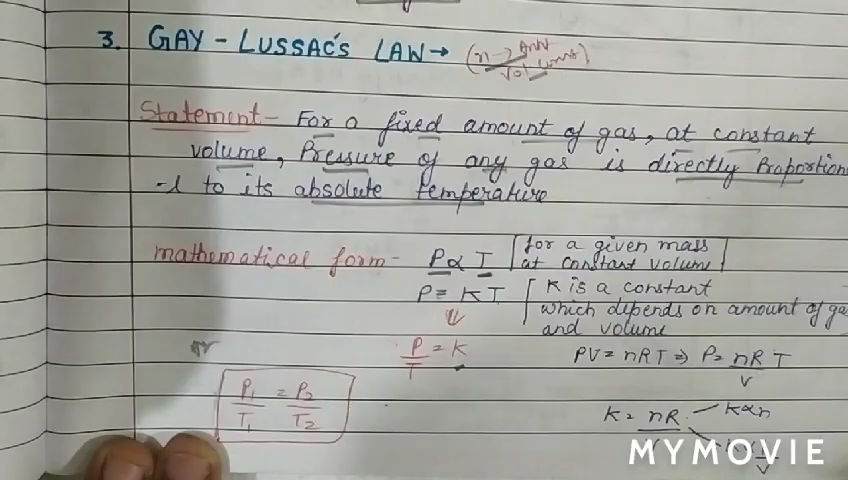 3. GAY - LUSSAC'S LAW →
Statement - For a fixed amount of gas, at constant
volume, Pressure of any gas is directly Proportion
-l to its absolute temperature
mathematical form - P ∝ T [for a given mass
at constant volume]
P = KT [K is a constant
which depends on amount of ga
and volume
P/T = K
PV = nRT ⇒ P = nR/V T
P1/T1 = P2/T2
K = nR K∝n
MYMOVIE